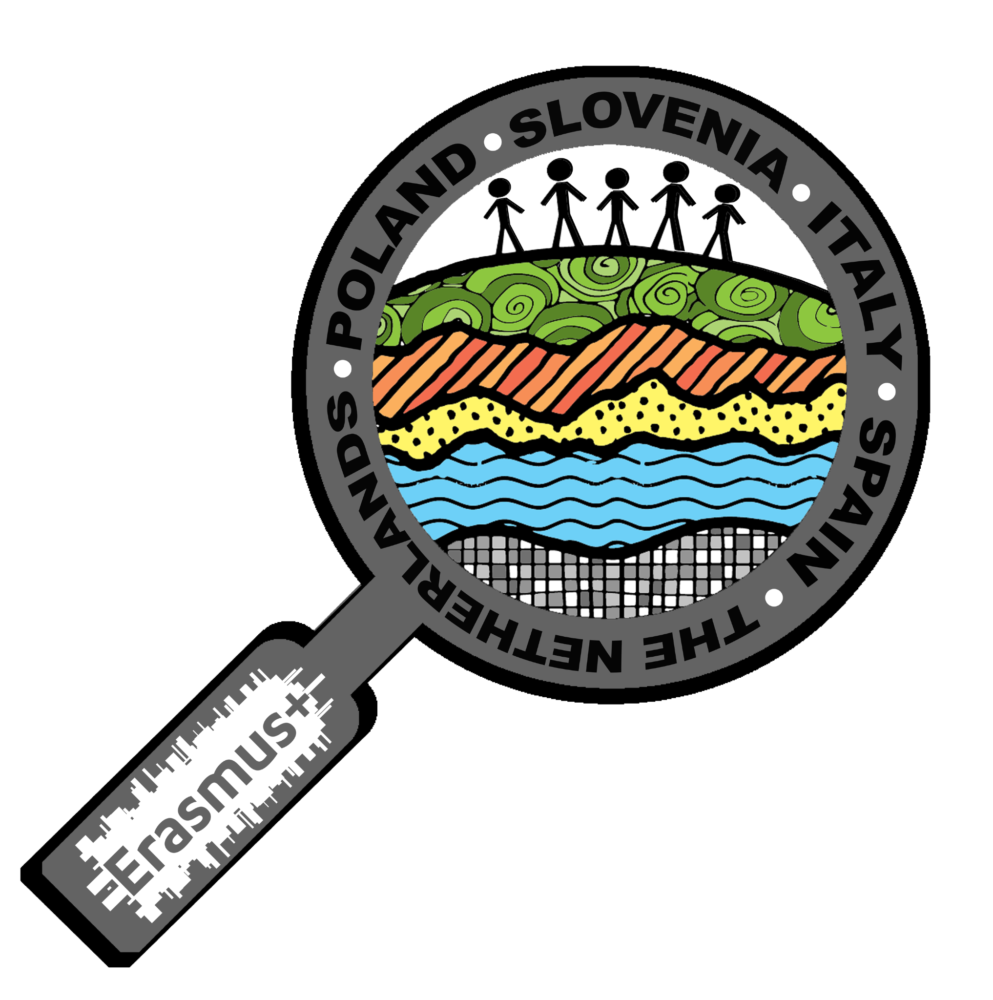 POLAND • SLOVENIA • ITALY • SPAIN • THE NETHERLANDS •
Erasmus+